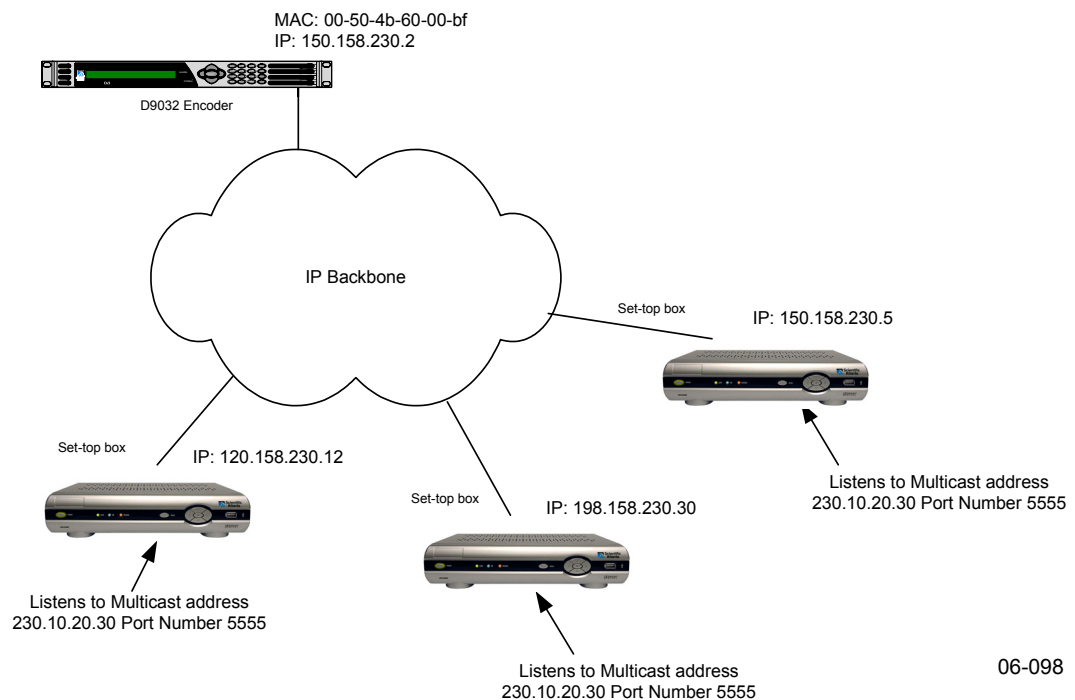 MAC: 00-50-4b-60-00-bf
IP: 150.158.230.2
D9032 Encoder
IP Backbone
Set-top box
IP: 150.158.230.5
Listens to Multicast address
230.10.20.30 Port Number 5555
Set-top box
IP: 120.158.230.12
Listens to Multicast address
230.10.20.30 Port Number 5555
Set-top box
IP: 198.158.230.30
Listens to Multicast address
230.10.20.30 Port Number 5555
06-098